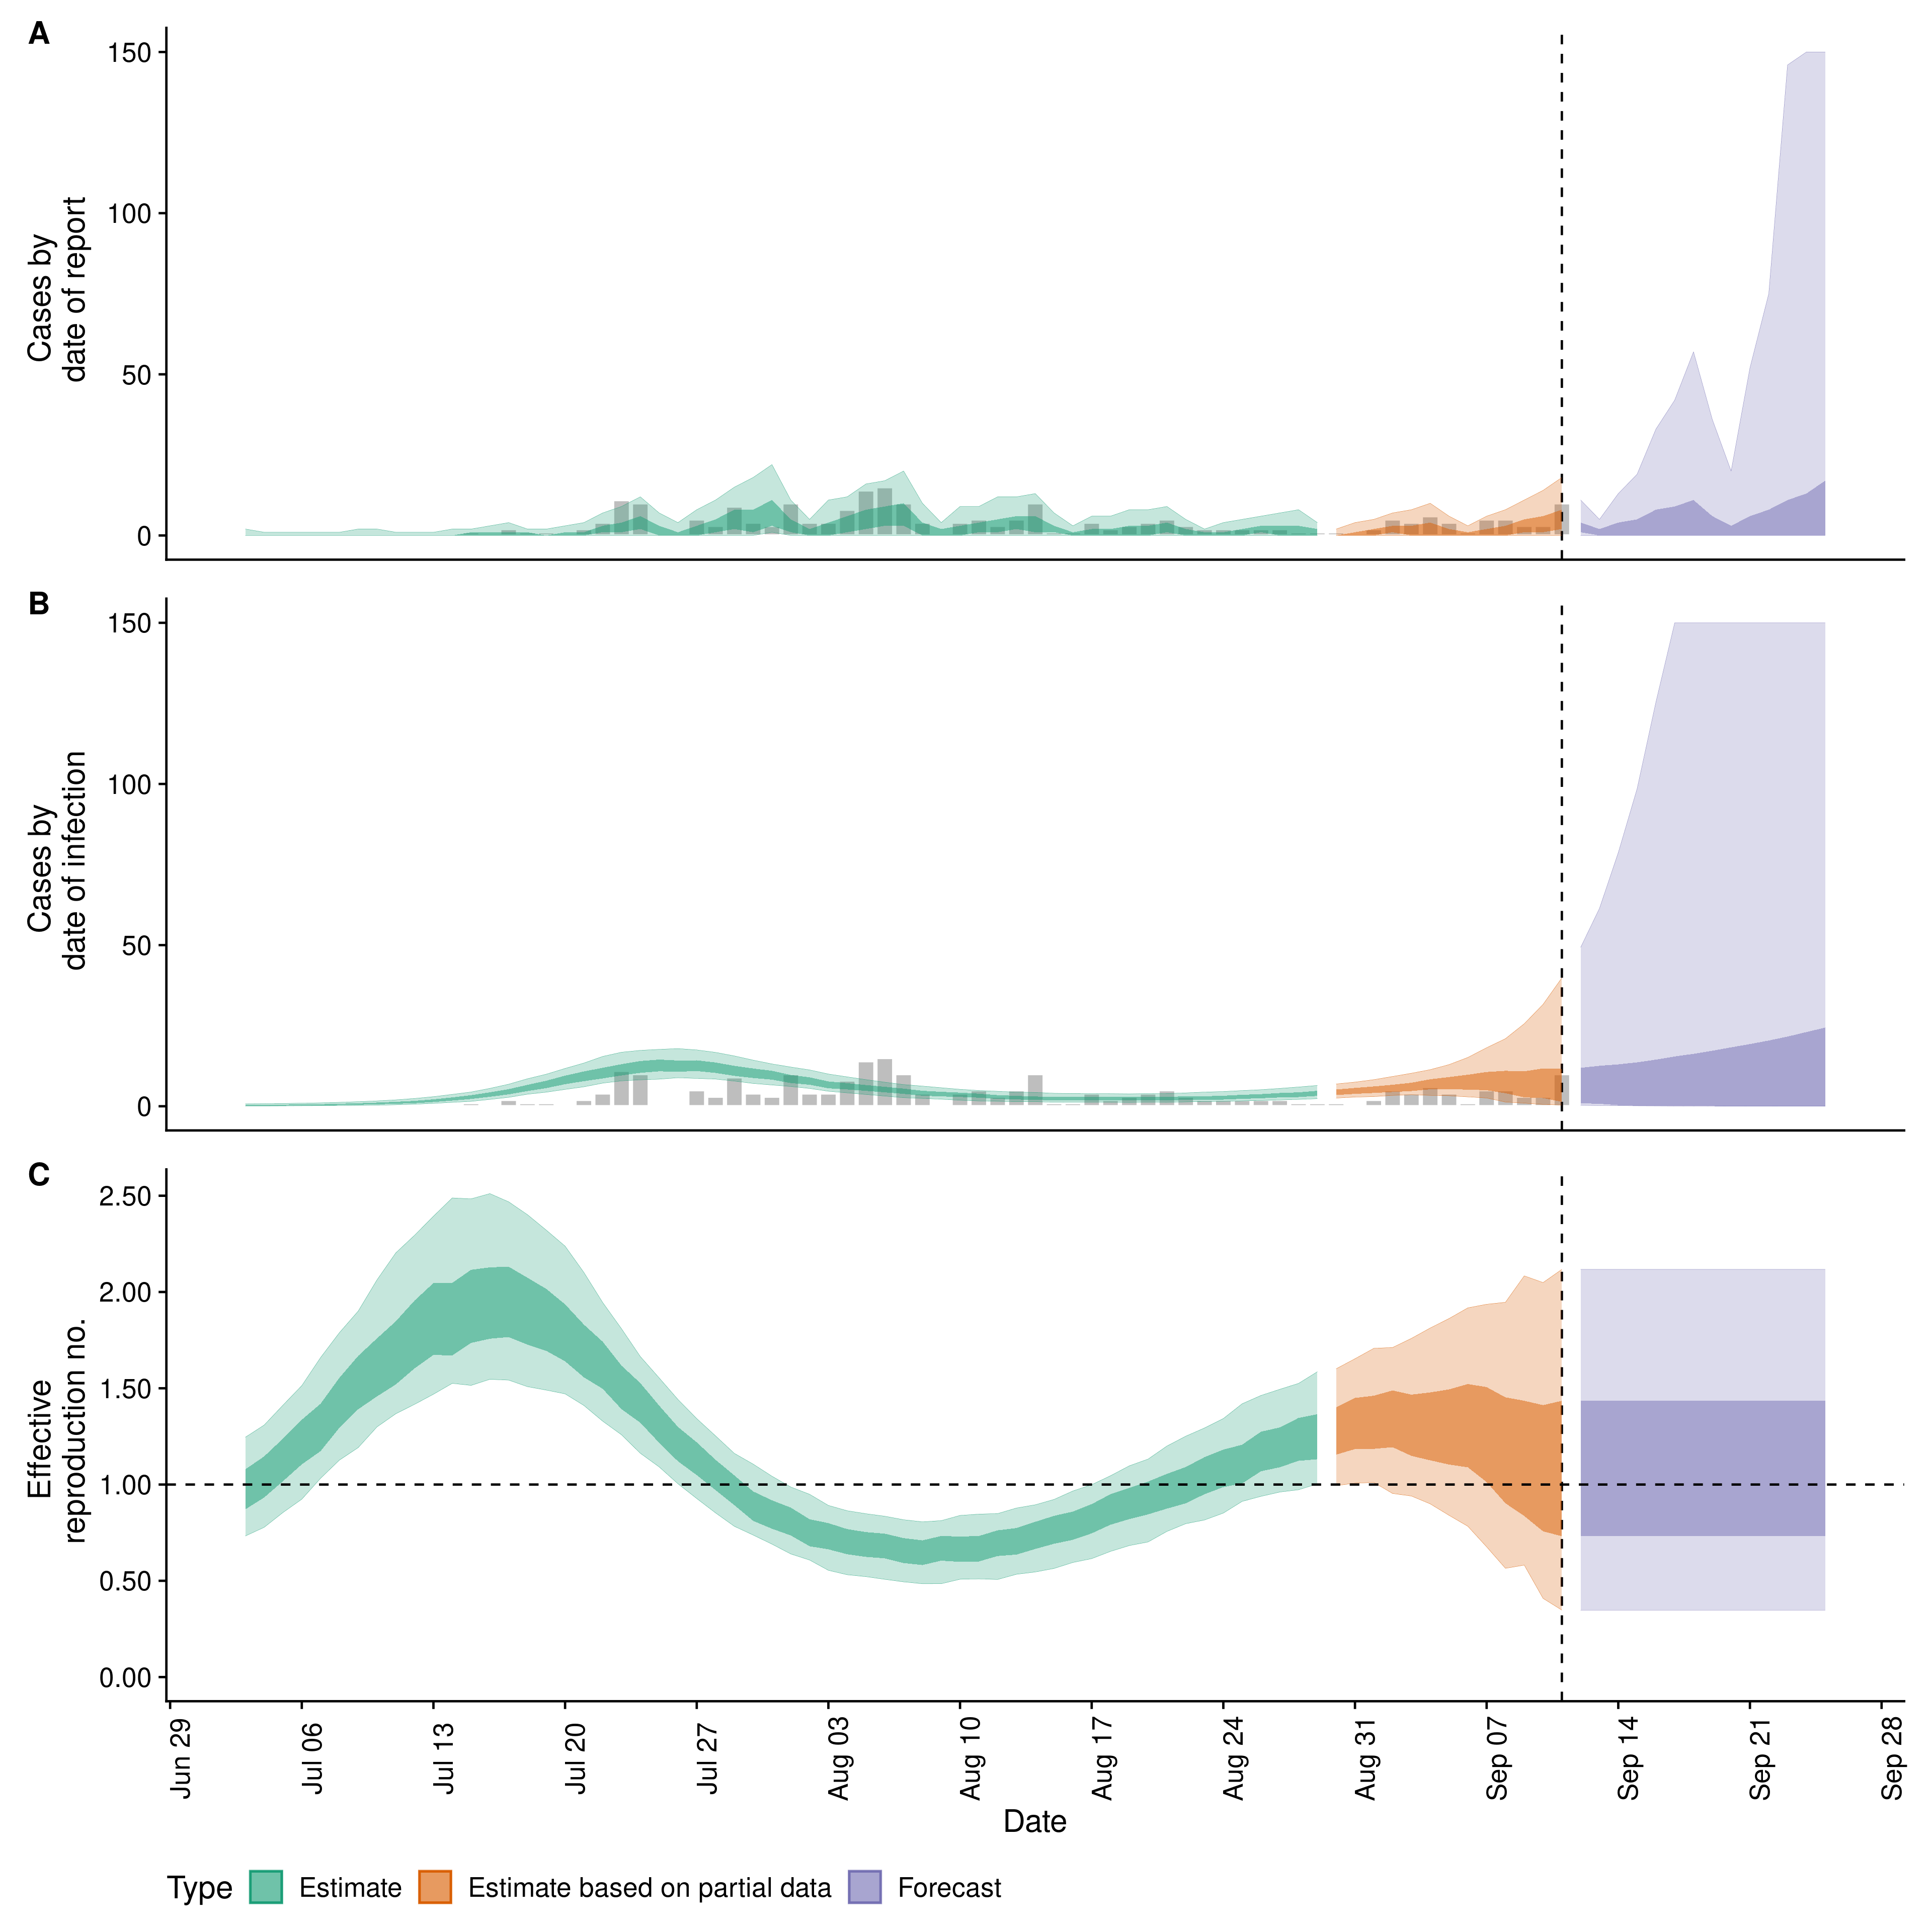 A
150
100
50
0
Cases by
date of report
B
150
100
50
0
Cases by
date of infection
C
2.50
2.00
1.50
1.00
0.50
0.00
Effective
reproduction no.
Jun 29
Jul 06
Jul 13
Jul 20
Jul 27
Aug 03
Aug 10
Aug 17
Aug 24
Aug 31
Sep 07
Sep 14
Sep 21
Sep 28
Date
Type Estimate Estimate based on partial data Forecast